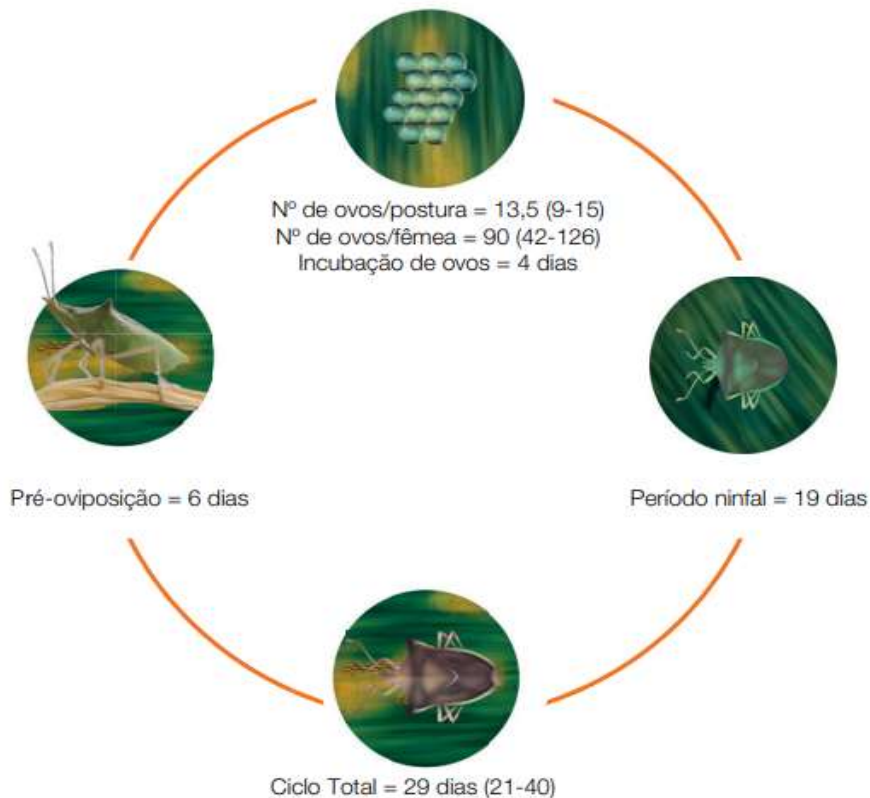 Nº de ovos/postura = 13,5 (9-15)
Nº de ovos/fêmea = 90 (42-126)
Incubação de ovos = 4 dias
Pré-oviposição = 6 dias
Período ninfal = 19 dias
Ciclo Total = 29 dias (21-40)